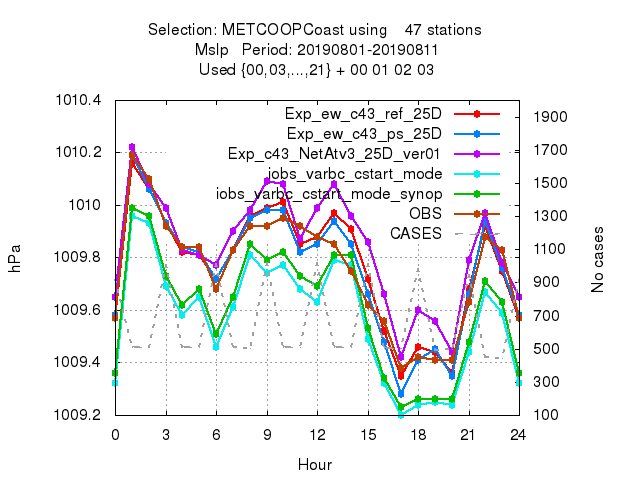 Selection: METCOOPCoast using 47 stations
Mslp Period: 20190801-20190811
Used {00,03,...,21} + 00 01 02 03
1010.4
1010.2
1010
1009.8
1009.6
1009.4
1009.2
hPa
Exp_ew_c43_ref_25D
Exp_ew_c43_ps_25D
Exp_c43_NetAtv3_25D_ver01
iobs_varbc_cstart_mode
iobs_varbc_cstart_mode_synop
OBS
CASES
1900
1700
1500
1300
1100
900
700
500
300
100
No cases
0 3 6 9 12 15 18 21 24
Hour